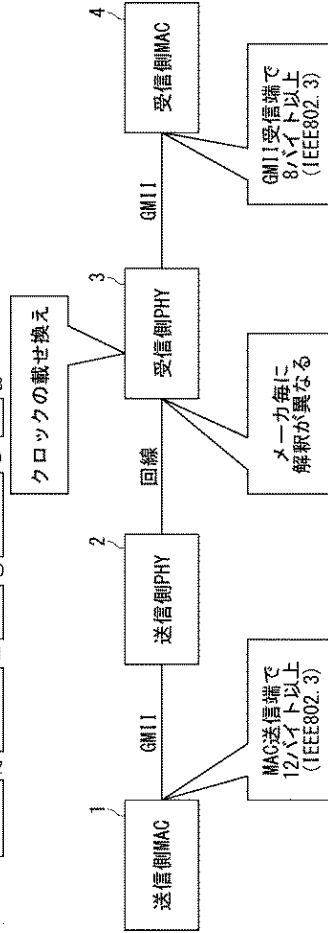 クロックの載せ換え
1
送信側MAC
GMII
2
送信側PHY
回線
3
受信側PHY
GMII
4
受信側MAC
MAC送信端で
12バイト以上
(IEEE802.3)
メーカ毎に
解釈が異なる
GMII受信端で
8バイト以上
(IEEE802.3)